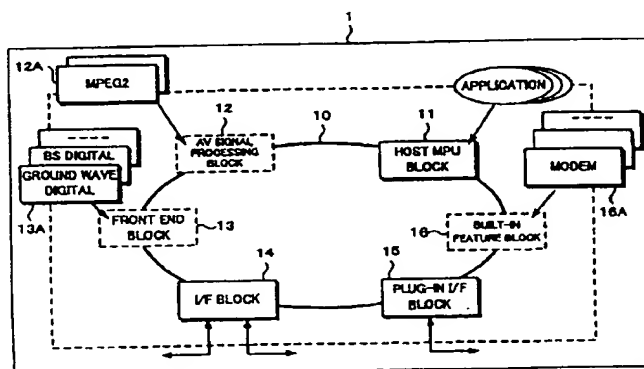 1
12A
MPEG2
APPLICATION
12
10
11
AV SIGNAL
PROCESSING
BLOCK
HOST MPU
BLOCK
BS DIGITAL
GROUND WAVE
DIGITAL
MODEM
13A
FRONT END
BLOCK
13
16
BUILT-IN
FEATURE BLOCK
16A
14
15
I/F BLOCK
PLUG-IN I/F
BLOCK